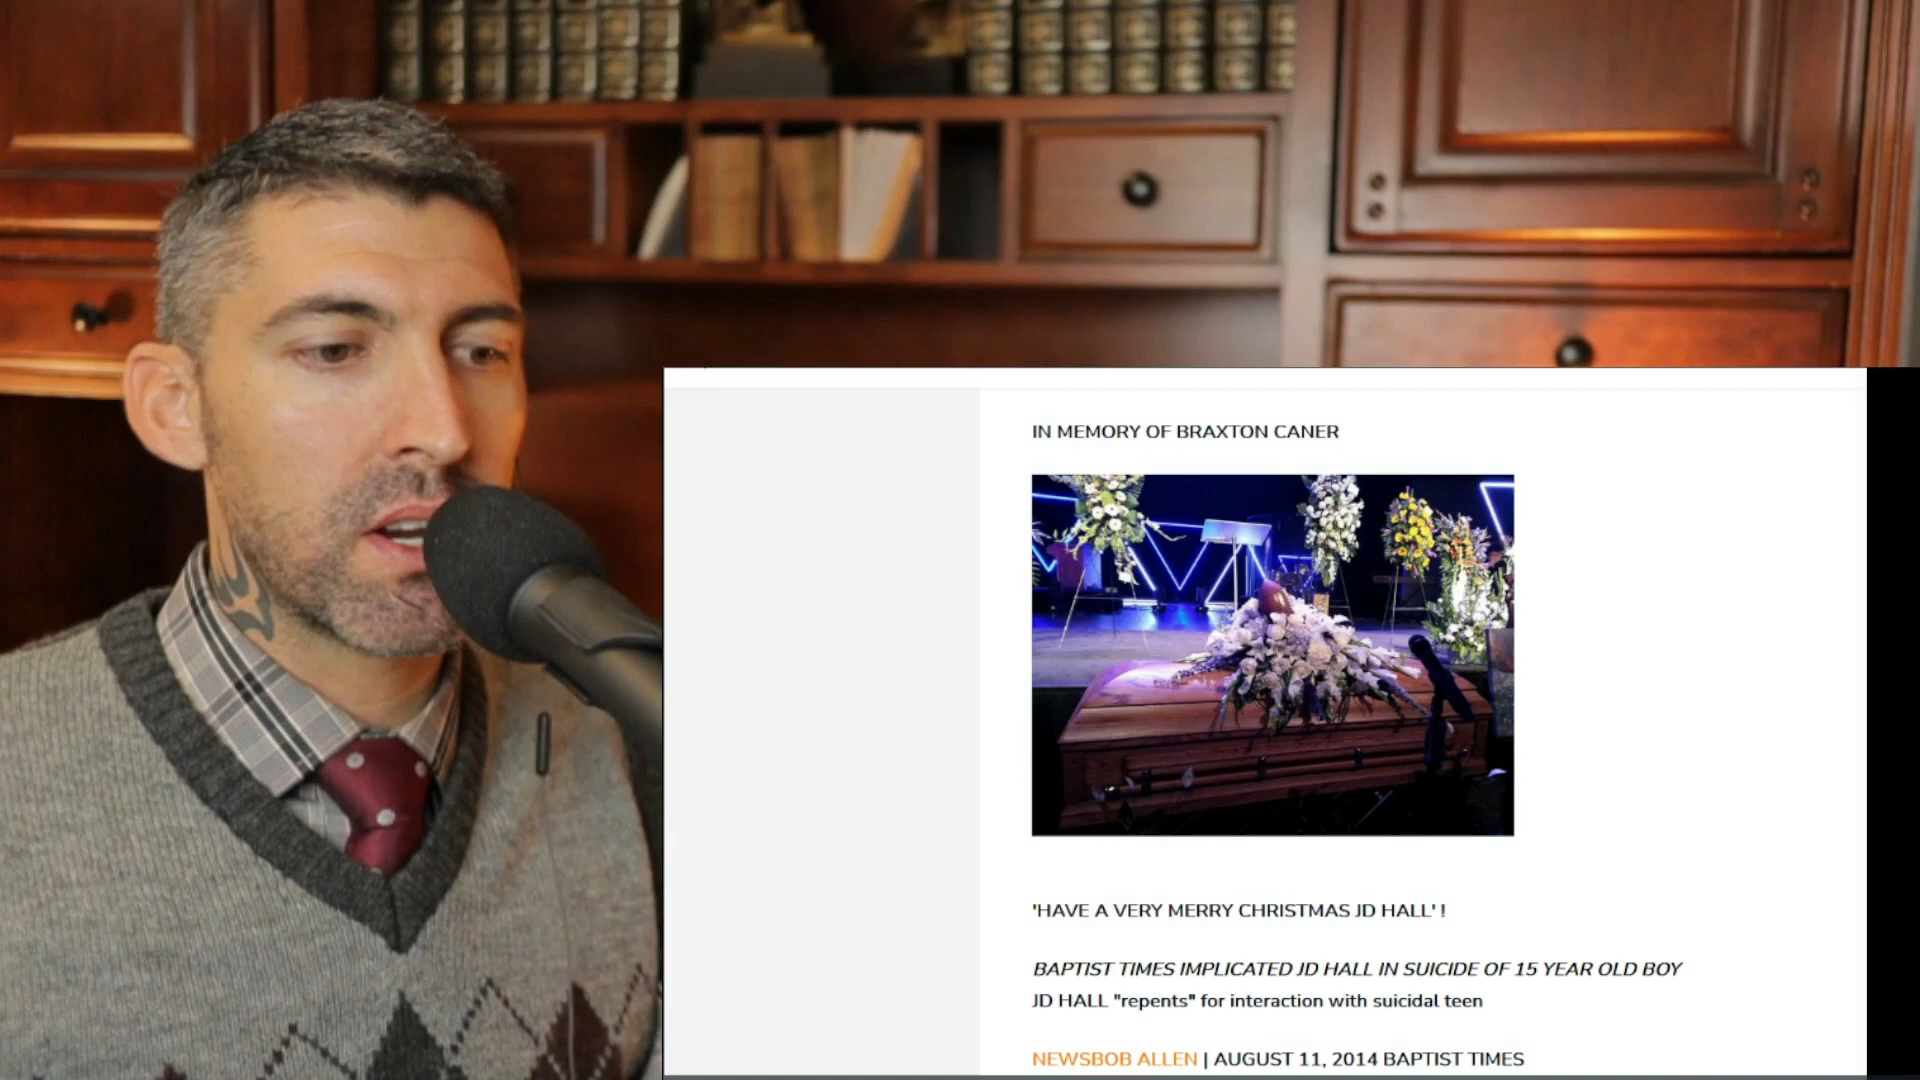 IN MEMORY OF BRAXTON CANER
'HAVE A VERY MERRY CHRISTMAS JD HALL' !
BAPTIST TIMES IMPLICATED JD HALL IN SUICIDE OF 15 YEAR OLD BOY
JD HALL "repents" for interaction with suicidal teen
NEWSBOB ALLEN | AUGUST 11, 2014 BAPTIST TIMES